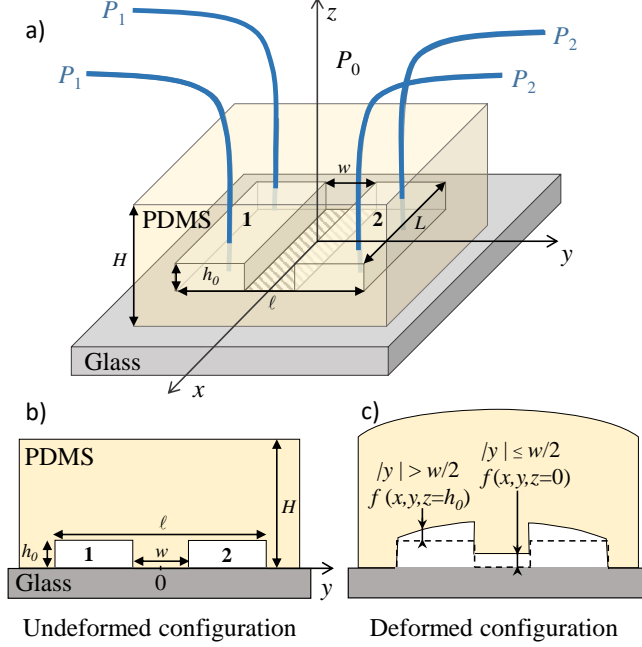 a)
z
P₁
P₀
P₂
P₁
P₂
w
PDMS
1
2
L
H
h₀
y
ℓ
Glass
x
b)
c)
PDMS
|y| > w/2
|y| ≤ w/2
f(x,y,z=h₀)
f(x,y,z=0)
H
ℓ
h₀
1
w
2
Glass
0
y
Undeformed configuration
Deformed configuration